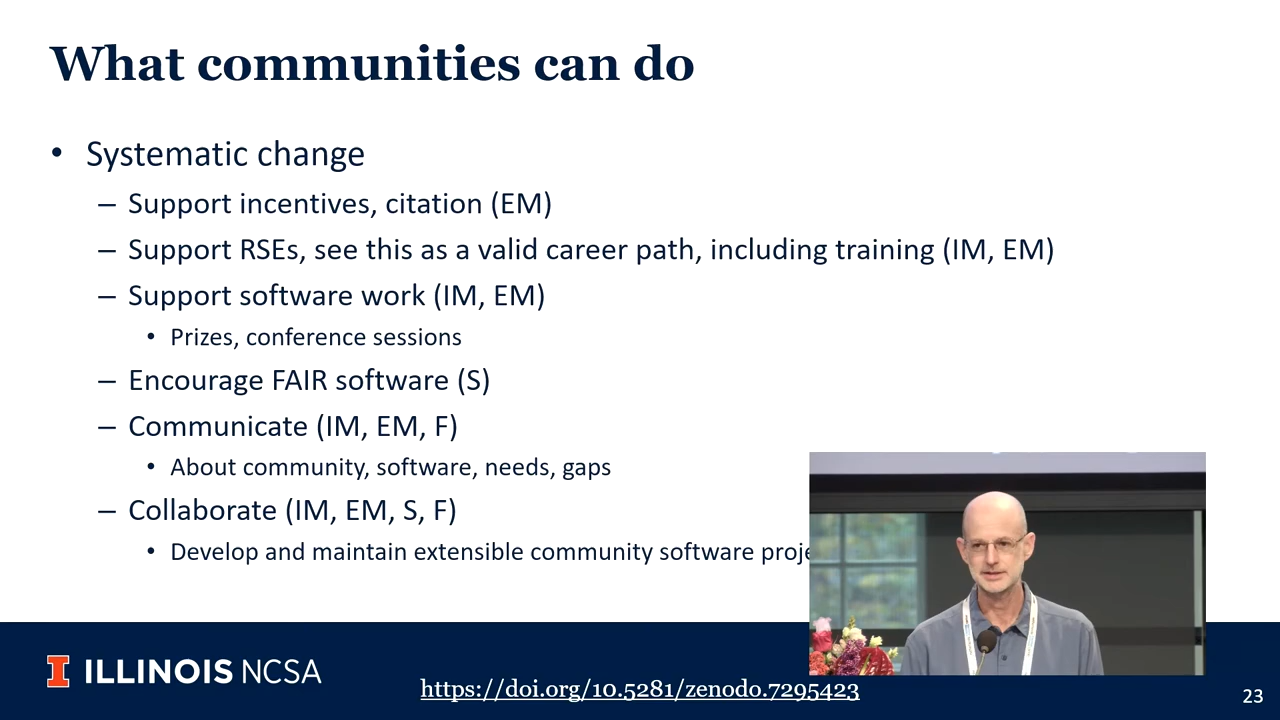 What communities can do
• Systematic change
– Support incentives, citation (EM)
– Support RSEs, see this as a valid career path, including training (IM, EM)
– Support software work (IM, EM)
• Prizes, conference sessions
– Encourage FAIR software (S)
– Communicate (IM, EM, F)
• About community, software, needs, gaps
– Collaborate (IM, EM, S, F)
• Develop and maintain extensible community software
I ILLINOIS NCSA
https://doi.org/10.5281/zenodo.7295423
23